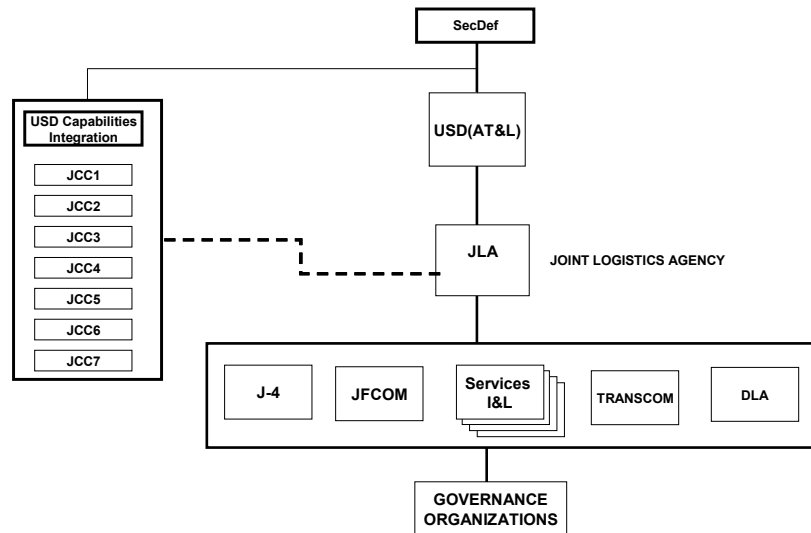 SecDef
USD Capabilities
Integration
JCC1
JCC2
JCC3
JCC4
JCC5
JCC6
JCC7
USD(AT&L)
JLA
JOINT LOGISTICS AGENCY
J-4
JFCOM
Services
I&L
TRANSCOM
DLA
GOVERNANCE
ORGANIZATIONS